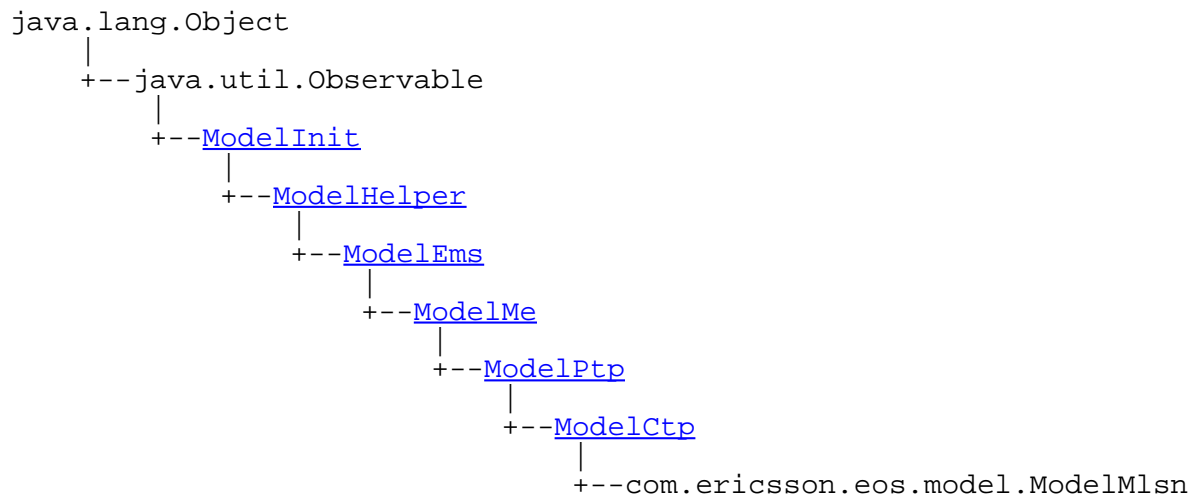 java.lang.Object
|
+--java.util.Observable
|
+--ModelInit
|
+--ModelHelper
|
+--ModelEms
|
+--ModelMe
|
+--ModelPtp
|
+--ModelCtp
|
+--com.ericsson.eos.model.ModelMlsn